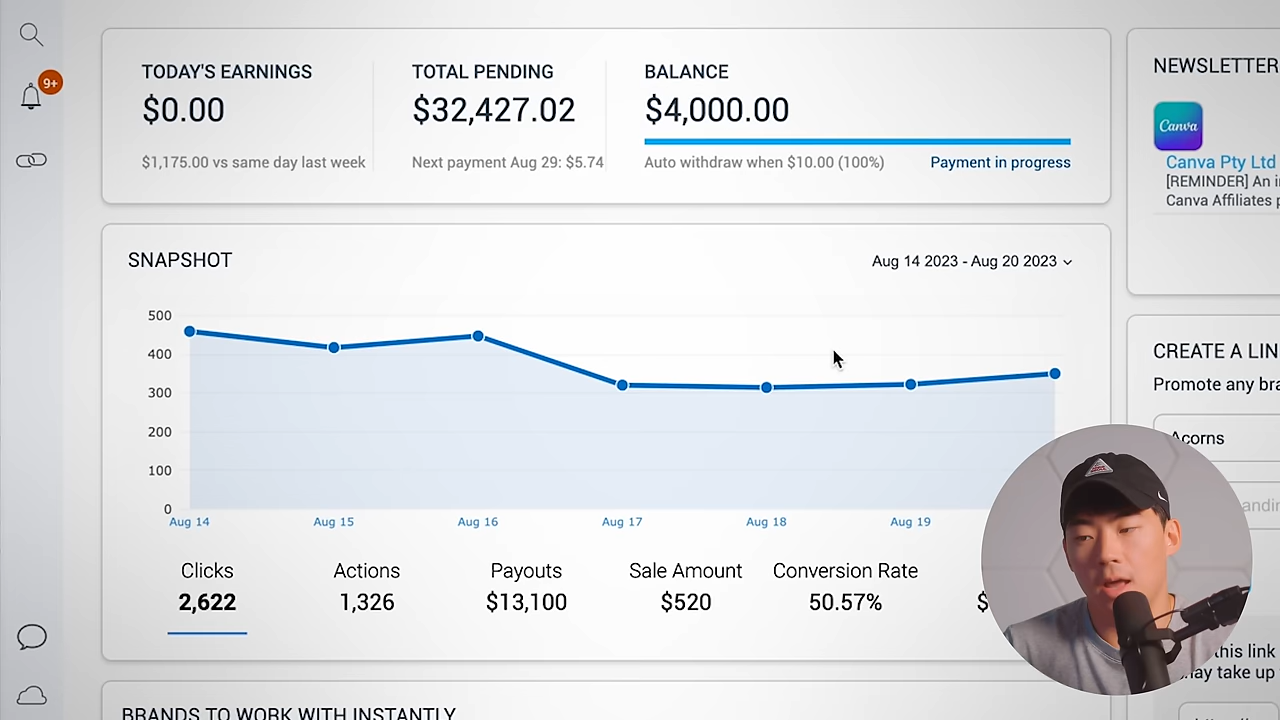 9+
TODAY'S EARNINGS
$0.00
$1,175.00 vs same day last week
TOTAL PENDING
$32,427.02
Next payment Aug 29: $5.74
BALANCE
$4,000.00
Auto withdraw when $10.00 (100%)
Payment in progress
NEWSLETTER
Canva
Canva Pty Ltd
[REMINDER] An
Canva Affiliates
SNAPSHOT
Aug 14 2023 - Aug 20 2023
500
400
300
200
100
0
Aug 14
Aug 15
Aug 16
Aug 17
Aug 18
Aug 19
Clicks
2,622
Actions
1,326
Payouts
$13,100
Sale Amount
$520
Conversion Rate
50.57%
$
CREATE A
Promote any
Acorns
this link
may take up
BRANDS TO WORK WITH INSTANTLY